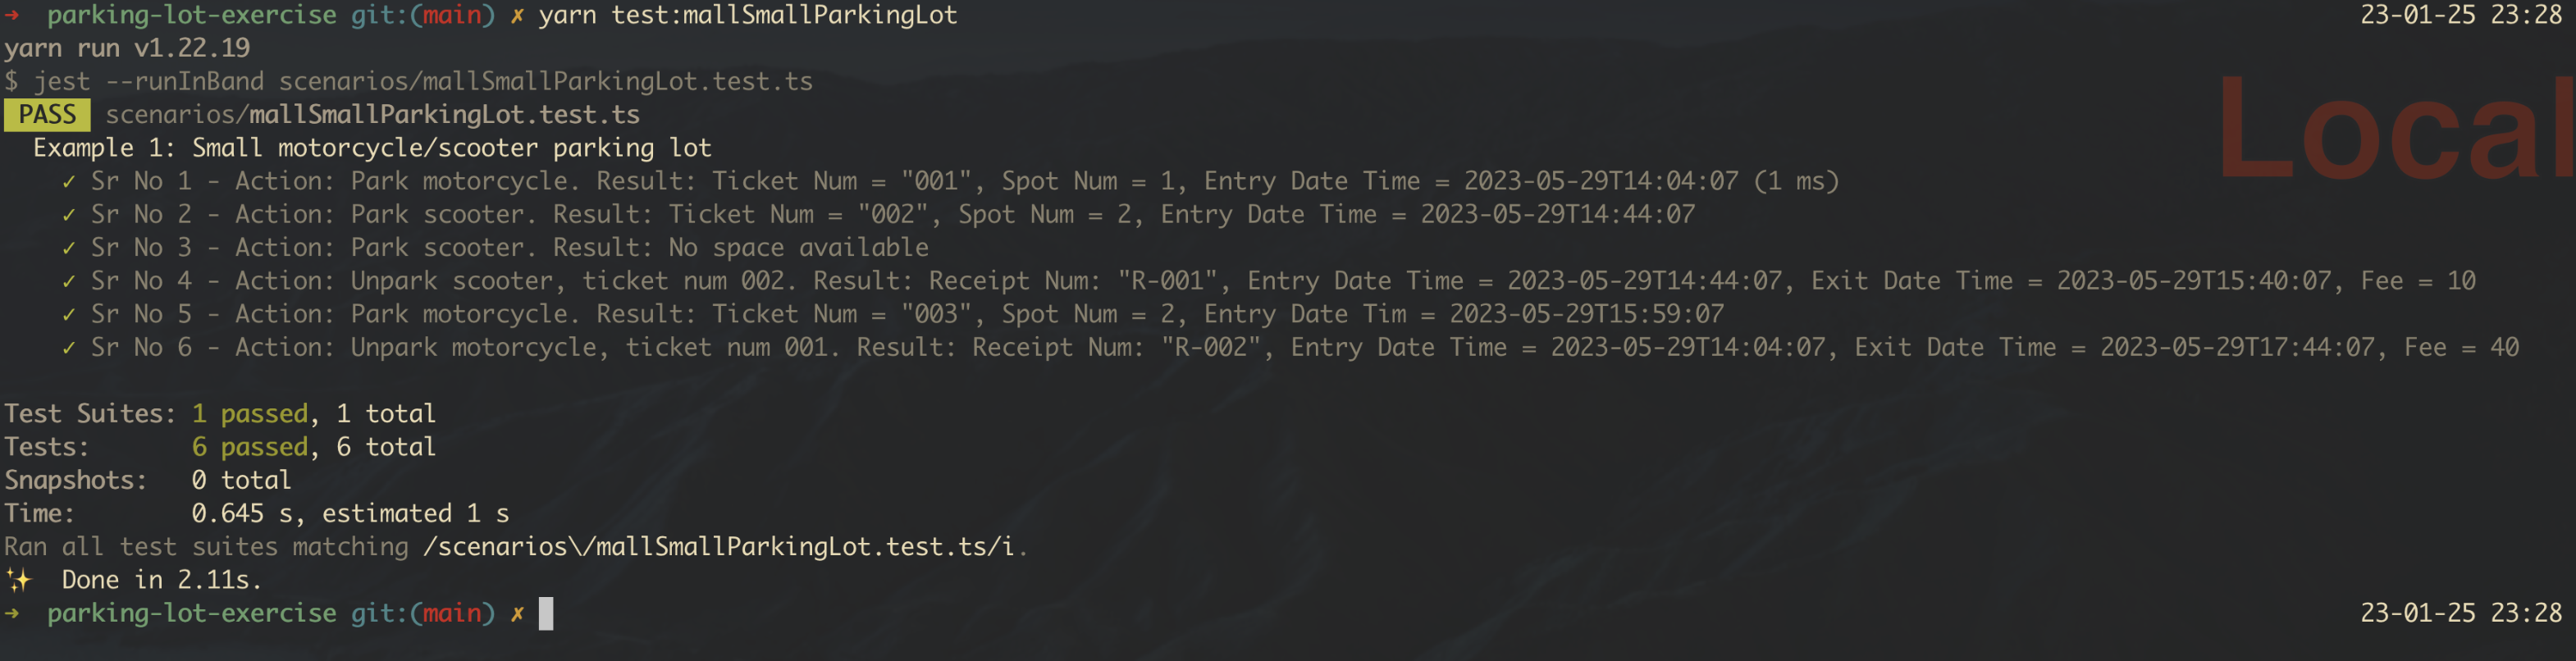 → parking-lot-exercise git:(main) ✗ yarn test:mallSmallParkingLot 23-01-25 23:28
yarn run v1.22.19
$ jest --runInBand scenarios/mallSmallParkingLot.test.ts
PASS scenarios/mallSmallParkingLot.test.ts
Local
Example 1: Small motorcycle/scooter parking lot
✓ Sr No 1 - Action: Park motorcycle. Result: Ticket Num = "001", Spot Num = 1, Entry Date Time = 2023-05-29T14:04:07 (1 ms)
✓ Sr No 2 - Action: Park scooter. Result: Ticket Num = "002", Spot Num = 2, Entry Date Time = 2023-05-29T14:44:07
✓ Sr No 3 - Action: Park scooter. Result: No space available
✓ Sr No 4 - Action: Unpark scooter, ticket num 002. Result: Receipt Num: "R-001", Entry Date Time = 2023-05-29T14:44:07, Exit Date Time = 2023-05-29T15:40:07, Fee = 10
✓ Sr No 5 - Action: Park motorcycle. Result: Ticket Num = "003", Spot Num = 2, Entry Date Tim = 2023-05-29T15:59:07
✓ Sr No 6 - Action: Unpark motorcycle, ticket num 001. Result: Receipt Num: "R-002", Entry Date Time = 2023-05-29T14:04:07, Exit Date Time = 2023-05-29T17:44:07, Fee = 40
Test Suites: 1 passed, 1 total
Tests: 6 passed, 6 total
Snapshots: 0 total
Time: 0.645 s, estimated 1 s
Ran all test suites matching /scenarios\/mallSmallParkingLot.test.ts/i.
✨ Done in 2.11s.
→ parking-lot-exercise git:(main) ✗ 23-01-25 23:28